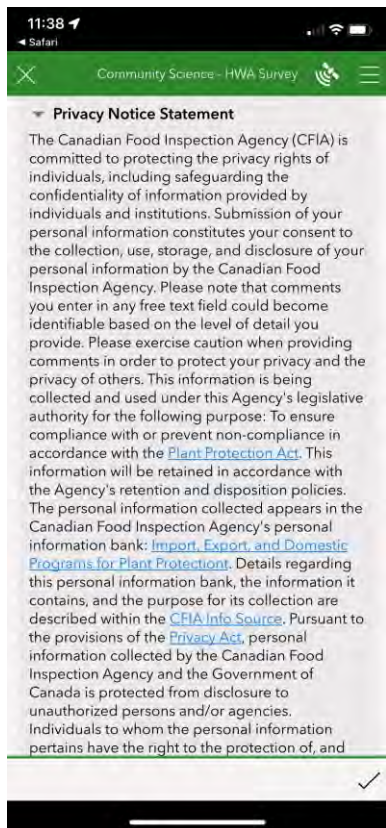 11:38
Safari
Community Science - HWA Survey
Privacy Notice Statement
The Canadian Food Inspection Agency (CFIA) is
committed to protecting the privacy rights of
individuals, including safeguarding the
confidentiality of information provided by
individuals and institutions. Submission of your
personal information constitutes your consent to
the collection, use, storage, and disclosure of your
personal information by the Canadian Food
Inspection Agency. Please note that comments
you enter in any free text field could become
identifiable based on the level of detail you
provide. Please exercise caution when providing
comments in order to protect your privacy and the
privacy of others. This information is being
collected and used under this Agency's legislative
authority for the following purpose: To ensure
compliance with or prevent non-compliance in
accordance with the Plant Protection Act. This
information will be retained in accordance with
the Agency's retention and disposition policies.
The personal information collected appears in the
Canadian Food Inspection Agency's personal
information bank: Import, Export, and Domestic
Programs for Plant Protectiont. Details regarding
this personal information bank, the information it
contains, and the purpose for its collection are
described within the CFIA Info Source. Pursuant to
the provisions of the Privacy Act, personal
information collected by the Canadian Food
Inspection Agency and the Government of
Canada is protected from disclosure to
unauthorized persons and/or agencies.
Individuals to whom the personal information
pertains have the right to the protection of, and